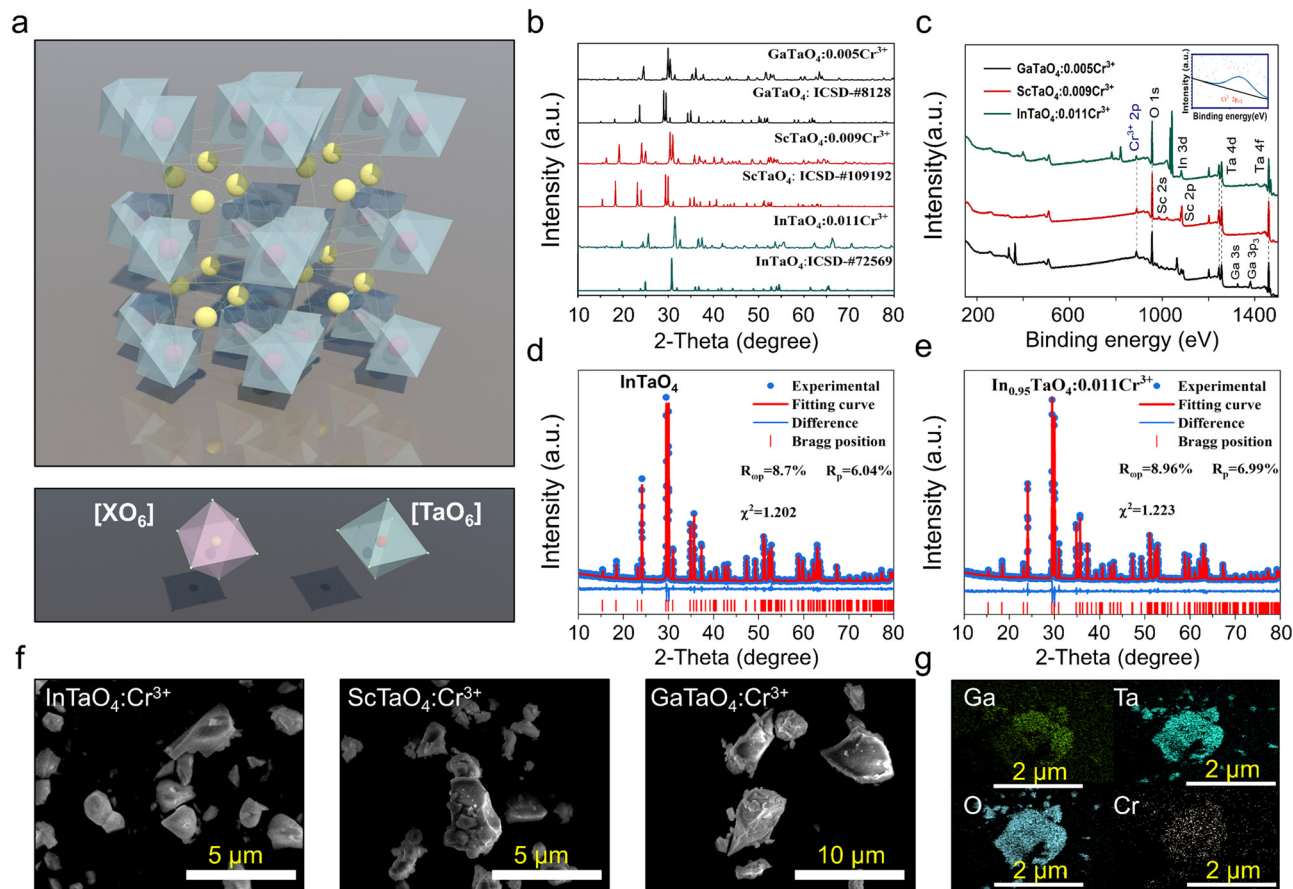 a
[XO6]
[TaO6]
b
GaTaO4:0.005Cr3+
GaTaO4: ICSD-#8128
ScTaO4:0.009Cr3+
ScTaO4: ICSD-#109192
InTaO4:0.011Cr3+
InTaO4:ICSD-#72569
Intensity (a.u.)
10 20 30 40 50 60 70 80
2-Theta (degree)
c
GaTaO4:0.005Cr3+
ScTaO4:0.009Cr3+
InTaO4:0.011Cr3+
Intensity (a.u.)
Binding energy(eV)
Cr3+ 2p
O 1s
Sc 2s
Sc 2p
In 3d
Ta 4d
Ta 4f
Ga 3s
Ga 3p3
Intensity(a.u.)
200 600 1000 1400
Binding energy (eV)
d
InTaO4
Experimental
Fitting curve
Difference
Bragg position
Rωp=8.7% Rp=6.04%
χ2=1.202
Intensity (a.u.)
10 20 30 40 50 60 70 80
2-Theta (degree)
e
In0.95TaO4:0.011Cr3+
Experimental
Fitting curve
Difference
Bragg position
Rωp=8.96% Rp=6.99%
χ2=1.223
Intensity (a.u.)
10 20 30 40 50 60 70 80
2-Theta (degree)
f
InTaO4:Cr3+
5 μm
ScTaO4:Cr3+
5 μm
GaTaO4:Cr3+
10 μm
g
Ga
2 μm
Ta
2 μm
O
2 μm
Cr
2 μm